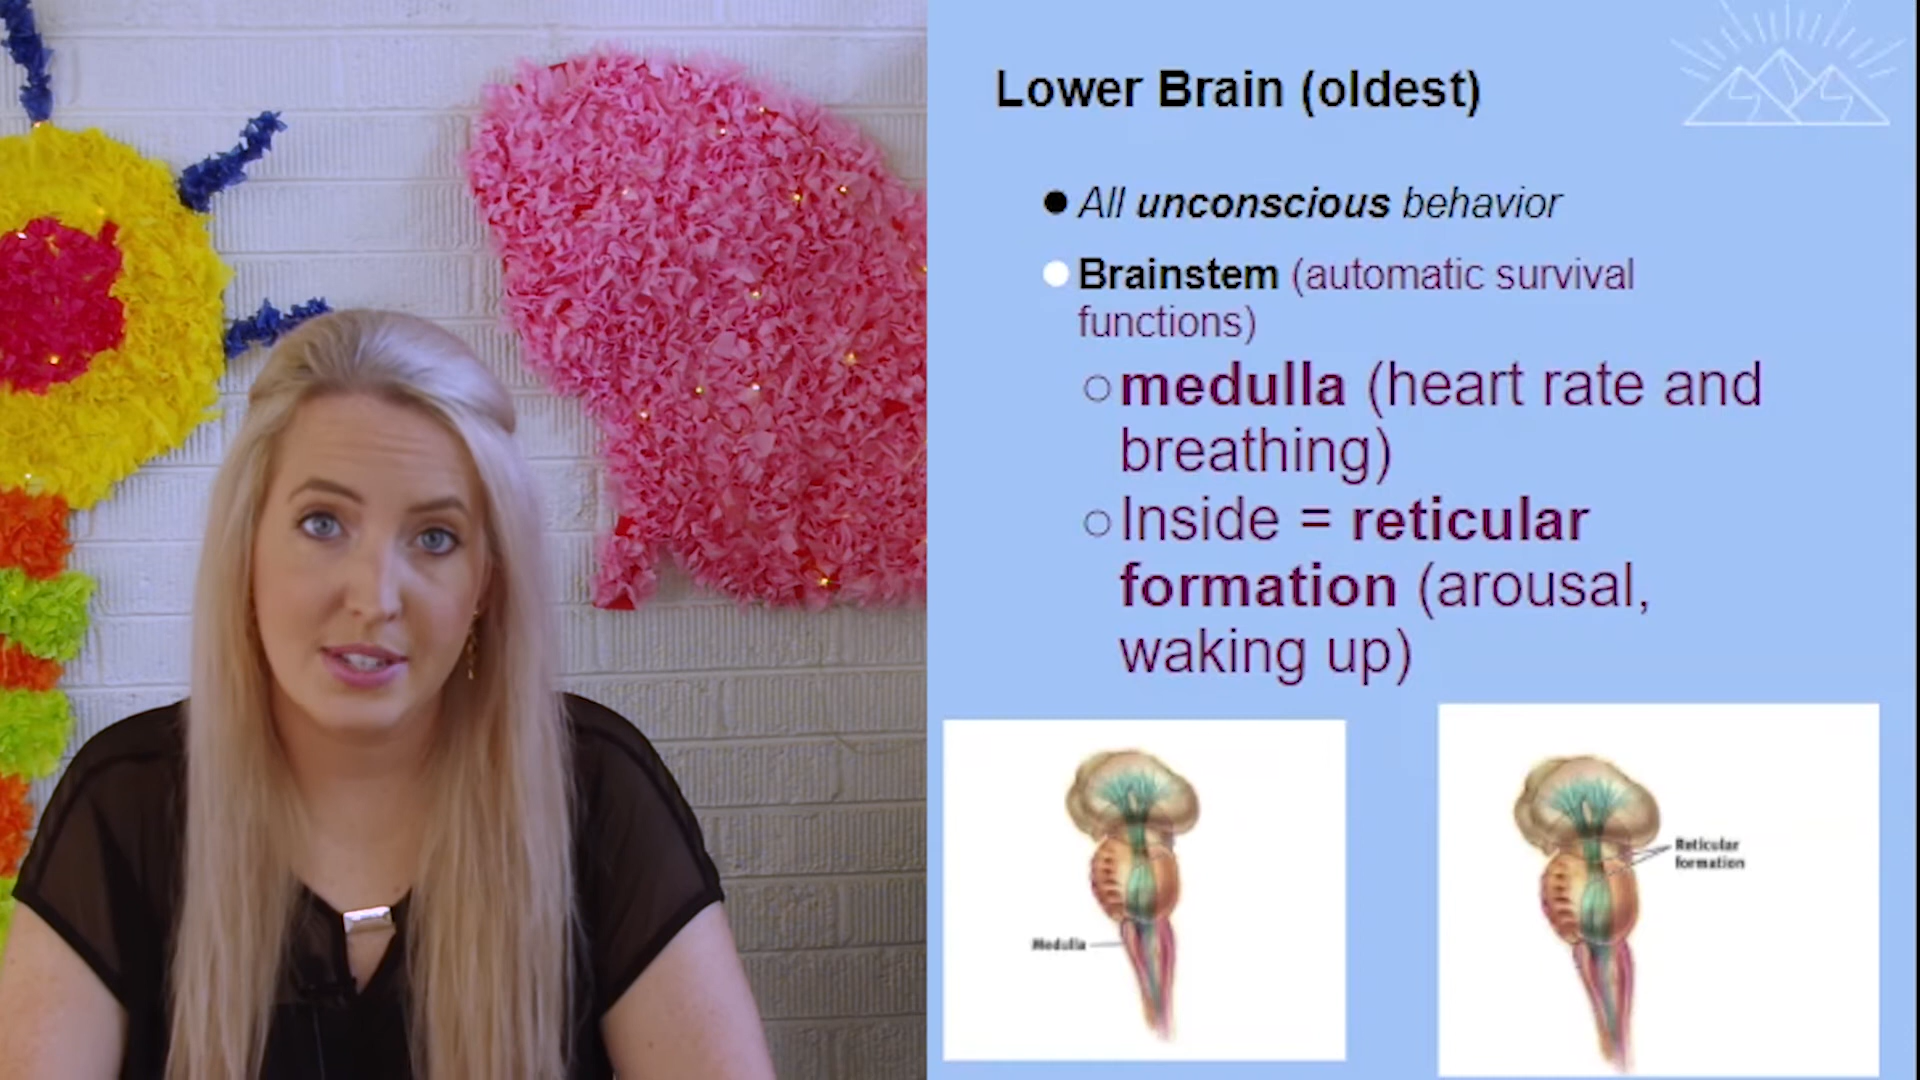 Lower Brain (oldest)
● All unconscious behavior
● Brainstem (automatic survival
functions)
○ medulla (heart rate and
breathing)
○ Inside = reticular
formation (arousal,
waking up)
Medulla
Reticular
formation